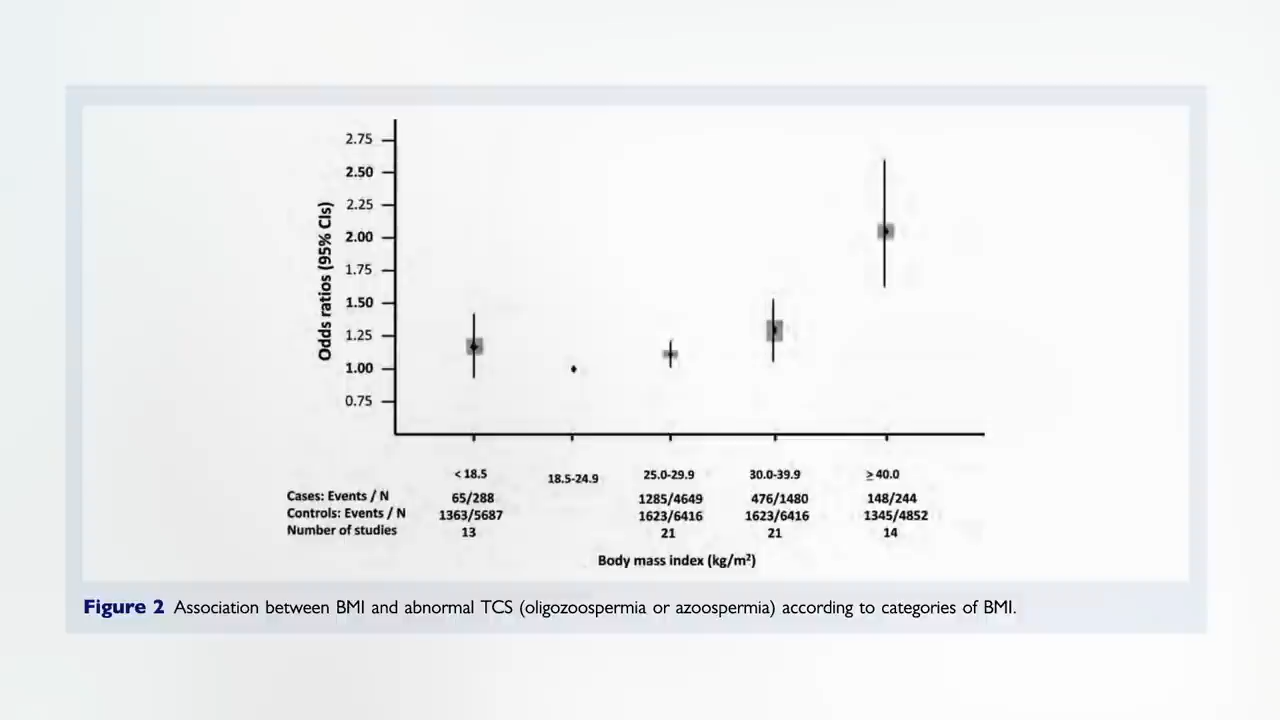 2.75
2.50
2.25
2.00
1.75
1.50
1.25
1.00
0.75
Odds ratios (95% CIs)
< 18.5 18.5-24.9 25.0-29.9 30.0-39.9 ≥ 40.0
Cases: Events / N 65/288 1285/4649 476/1480 148/244
Controls: Events / N 1363/5687 1623/6416 1623/6416 1345/4852
Number of studies 13 21 21 14
Body mass index (kg/m²)
Figure 2 Association between BMI and abnormal TCS (oligozoospermia or azoospermia) according to categories of BMI.